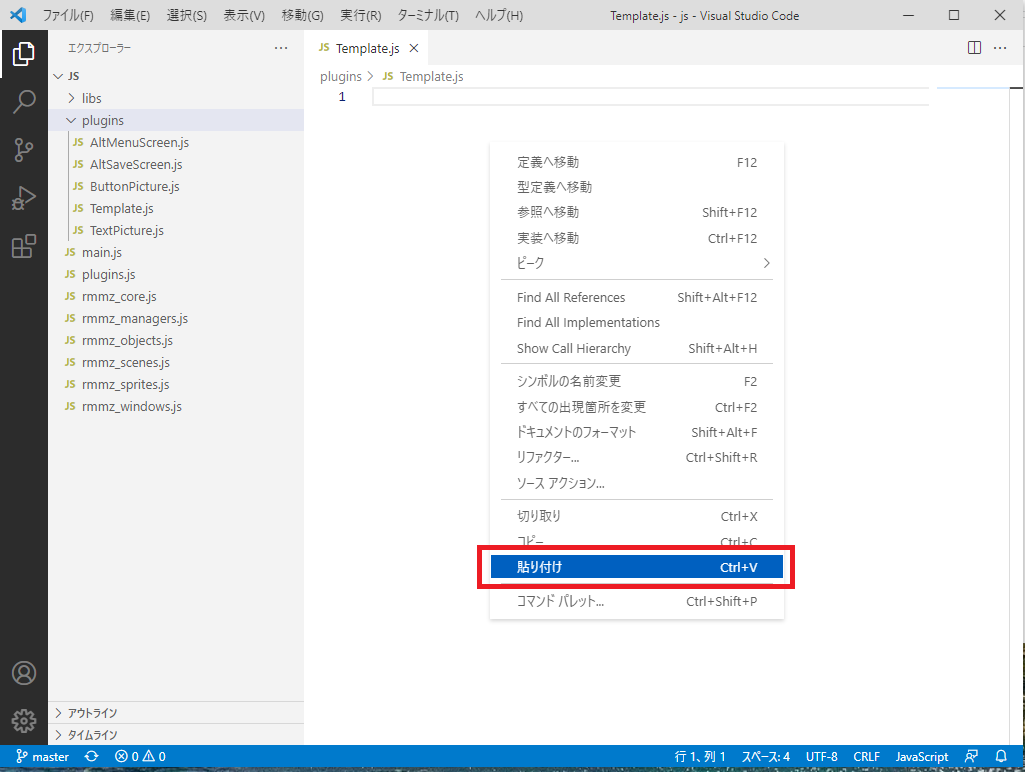 ファイル(F) 編集(E) 選択(S) 表示(V) 移動(G) 実行(R) ターミナル(T) ヘルプ(H) Template.js - js - Visual Studio Code
エクスプローラー
JS
libs
plugins
JS AltMenuScreen.js
JS AltSaveScreen.js
JS ButtonPicture.js
JS Template.js
JS TextPicture.js
JS main.js
JS plugins.js
JS rmmz_core.js
JS rmmz_managers.js
JS rmmz_objects.js
JS rmmz_scenes.js
JS rmmz_sprites.js
JS rmmz_windows.js
アウトライン
タイムライン
JS Template.js
plugins > JS Template.js
1
定義へ移動 F12
型定義へ移動
参照へ移動 Shift+F12
実装へ移動 Ctrl+F12
ピーク
Find All References Shift+Alt+F12
Find All Implementations
Show Call Hierarchy Shift+Alt+H
シンボルの名前変更 F2
すべての出現箇所を変更 Ctrl+F2
ドキュメントのフォーマット Shift+Alt+F
リファクター... Ctrl+Shift+R
ソース アクション...
切り取り Ctrl+X
コピー Ctrl+C
貼り付け Ctrl+V
コマンド パレット... Ctrl+Shift+P
master 0 0 行 1、列 1 スペース: 4 UTF-8 CRLF JavaScript